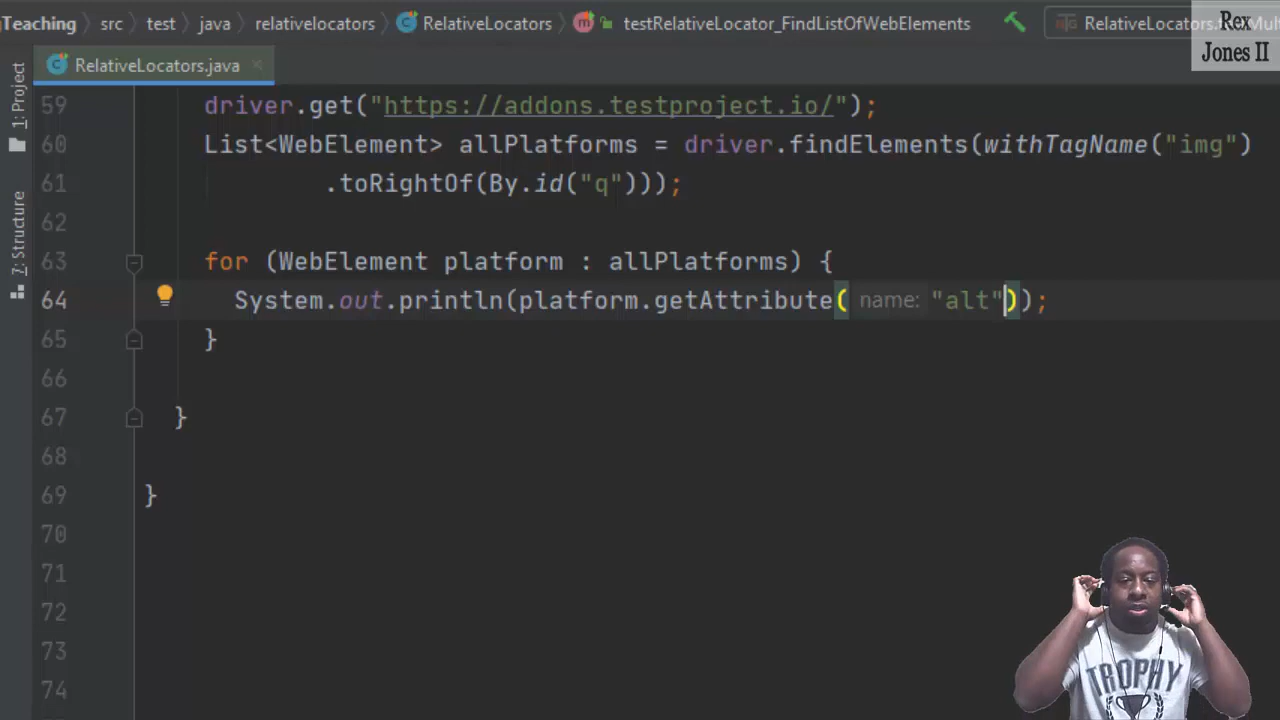 Teaching src test java relativelocators RelativeLocators testRelativeLocator_FindListOfWebElements
Rex
Jones II
RelativeLocators.java
1: Project
7: Structure
59 driver.get("https://addons.testproject.io/");
60 List<WebElement> allPlatforms = driver.findElements(withTagName("img")
61 .toRightOf(By.id("q")));
62
63 for (WebElement platform : allPlatforms) {
64 System.out.println(platform.getAttribute( name: "alt"));
65 }
66
67 }
68
69 }
70
71
72
73
74
TROPHY